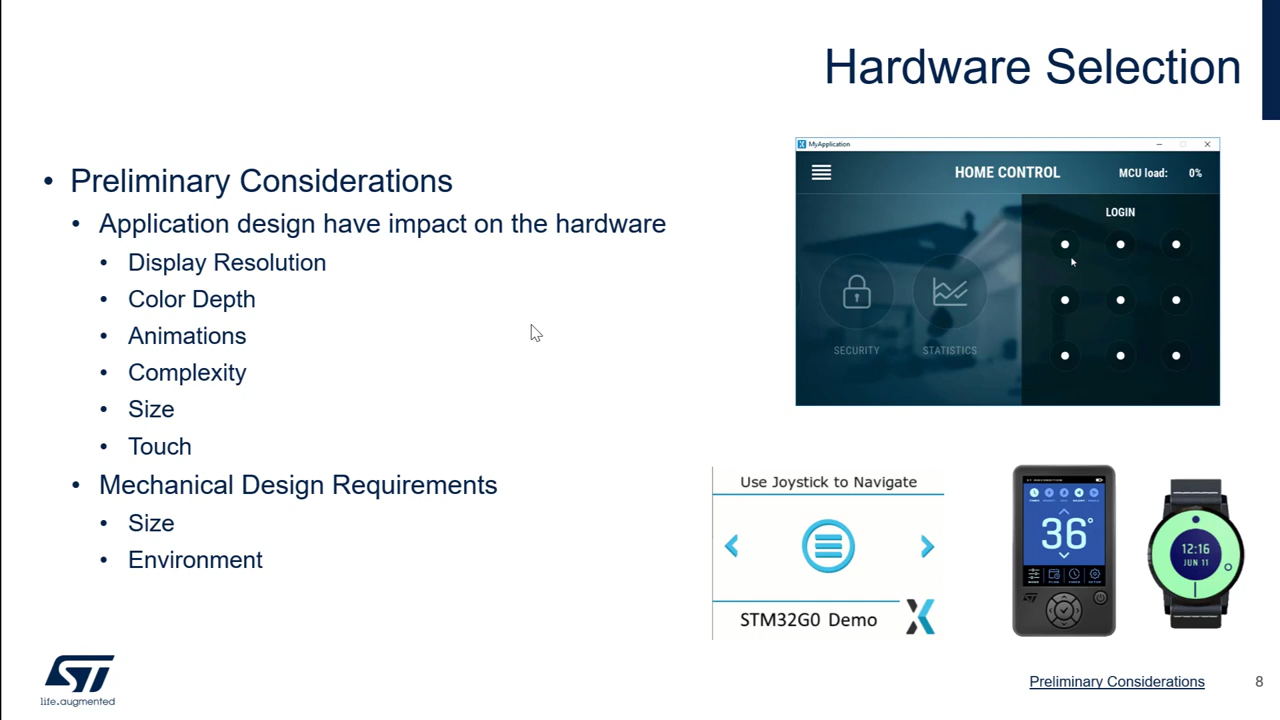 Hardware Selection
• Preliminary Considerations
• Application design have impact on the hardware
• Display Resolution
• Color Depth
• Animations
• Complexity
• Size
• Touch
• Mechanical Design Requirements
• Size
• Environment
MyApplication
HOME CONTROL
MCU load: 0%
LOGIN
SECURITY
STATISTICS
Use Joystick to Navigate
STM32G0 Demo
36°
12:16
JUN 11
ST
life.augmented
Preliminary Considerations
8